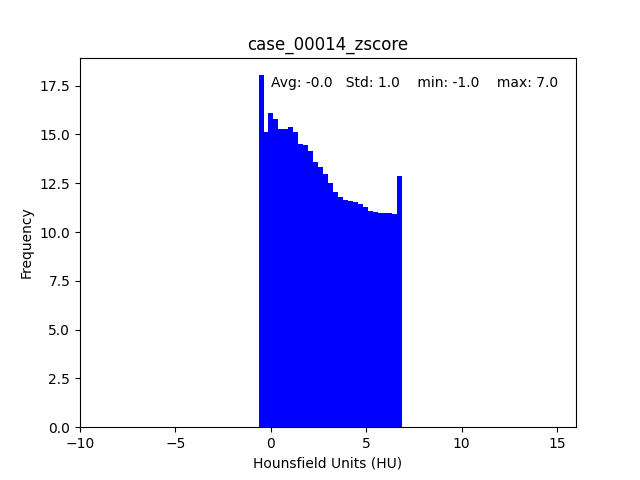 case_00014_zscore
Avg: -0.0   Std: 1.0    min: -1.0    max: 7.0
17.5
15.0
12.5
10.0
7.5
5.0
2.5
0.0
Frequency
−10 −5 0 5 10 15
Hounsfield Units (HU)